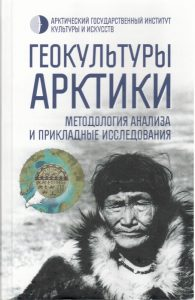 АРКТИЧЕСКИЙ ГОСУДАРСТВЕННЫЙ ИНСТИТУТ
КУЛЬТУРЫ И ИСКУССТВ
ГЕОКУЛЬТУРЫ
АРКТИКИ
МЕТОДОЛОГИЯ АНАЛИЗА
И ПРИКЛАДНЫЕ ИССЛЕДОВАНИЯ